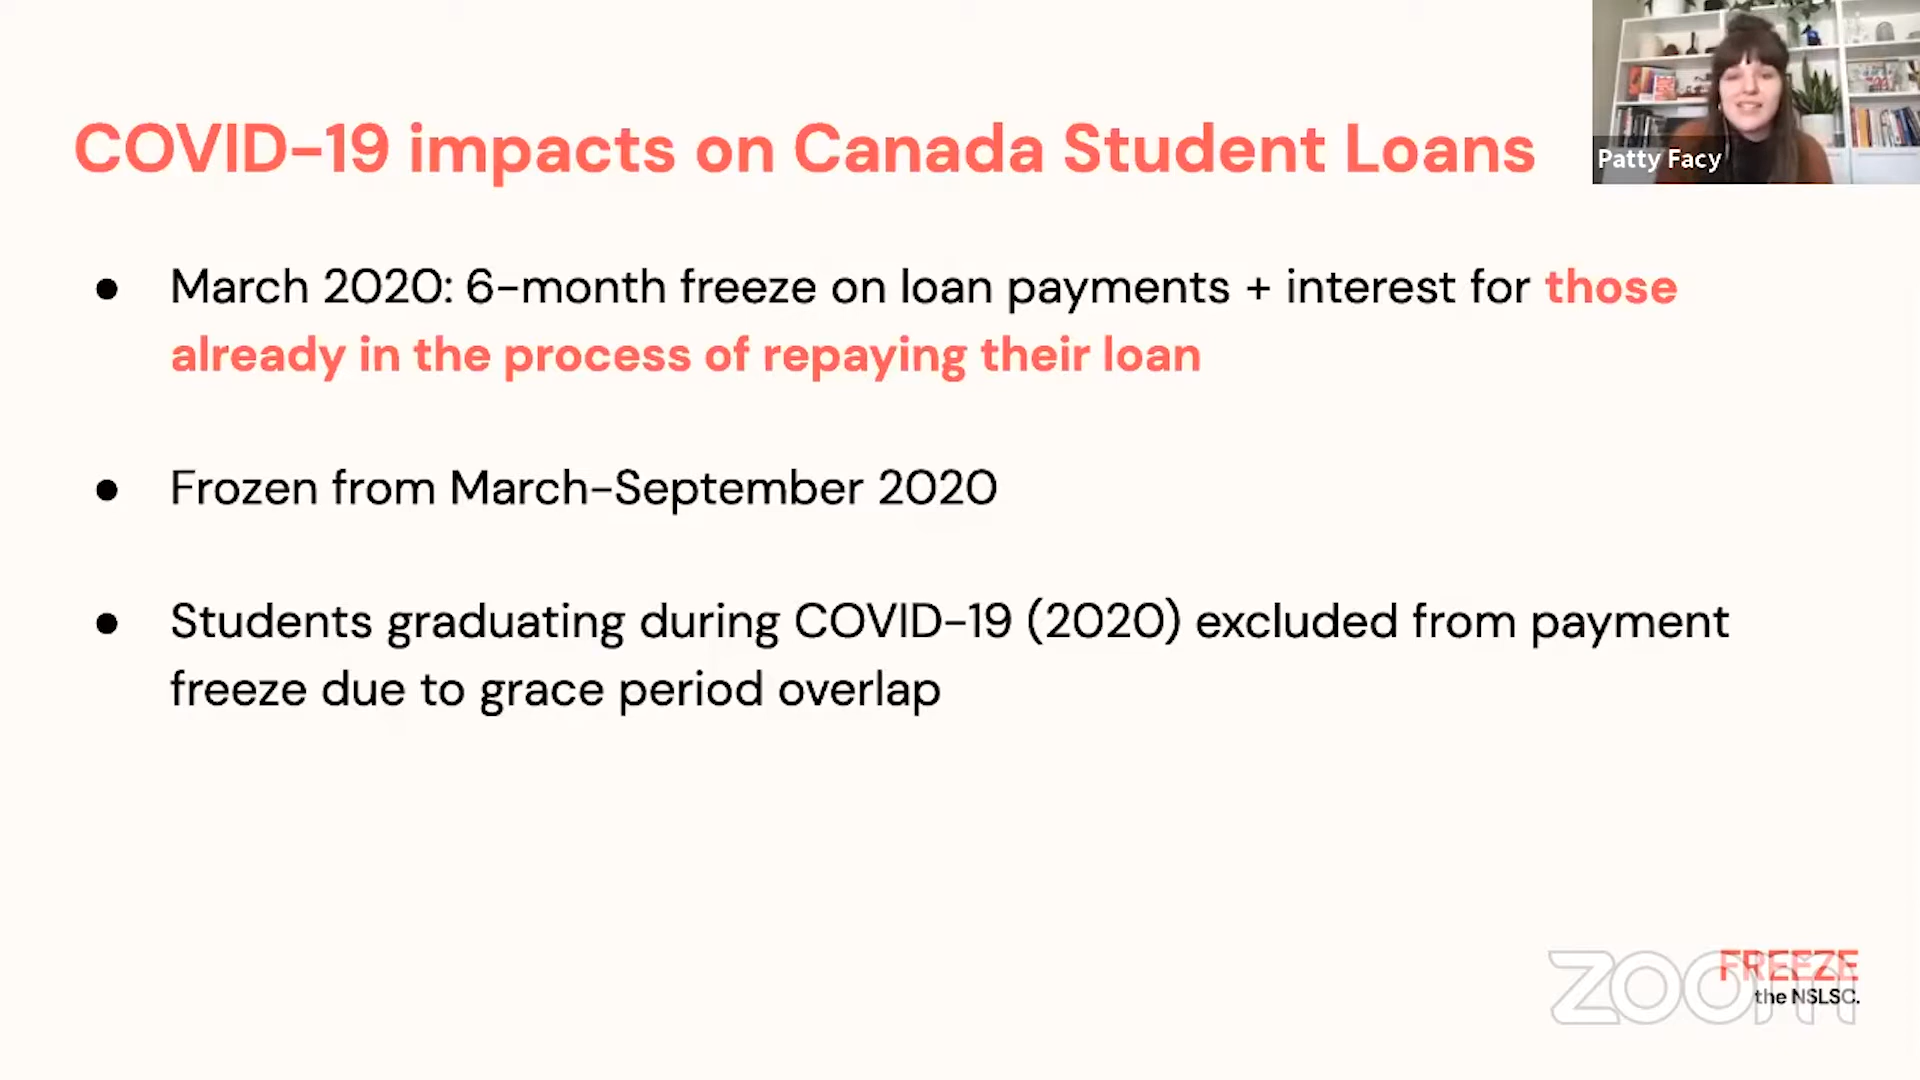 COVID-19 impacts on Canada Student Loans
Patty Facy
● March 2020: 6-month freeze on loan payments + interest for those
already in the process of repaying their loan
● Frozen from March-September 2020
● Students graduating during COVID-19 (2020) excluded from payment
freeze due to grace period overlap
FREEZE
the NSLSC.
zoom